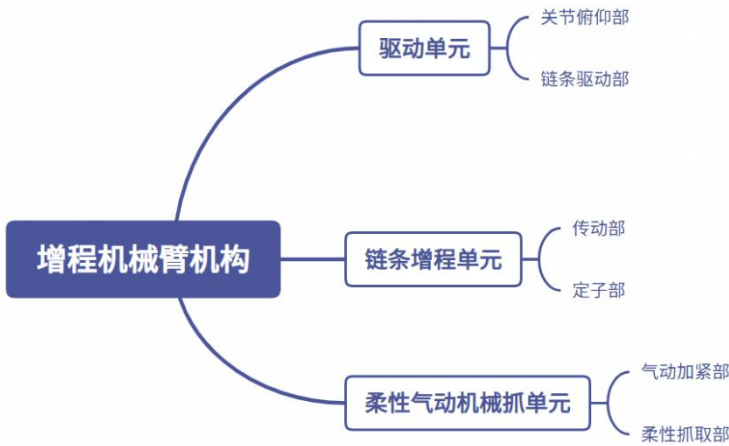 增程机械臂机构
驱动单元
关节俯仰部
链条驱动部
链条增程单元
传动部
定子部
柔性气动机械抓单元
气动加紧部
柔性抓取部